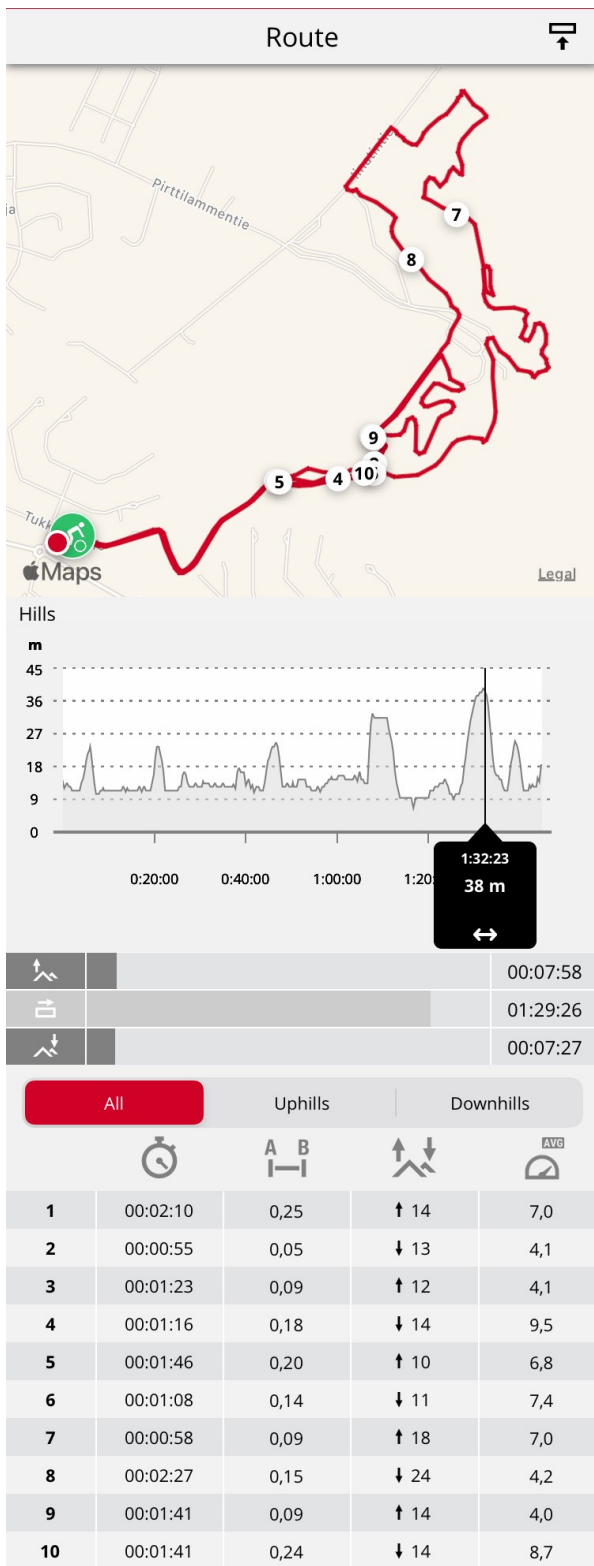 Route
ja
Pirttilammentie
7
8
9
10
4
5
Tukk
Maps
Legal
Hills
m
45
36
27
18
9
0
0:20:00 0:40:00 1:00:00 1:20:
1:32:23
38 m
00:07:58
01:29:26
00:07:27
All Uphills Downhills
A B AVG
1 00:02:10 0,25 ↑ 14 7,0
2 00:00:55 0,05 ↓ 13 4,1
3 00:01:23 0,09 ↑ 12 4,1
4 00:01:16 0,18 ↓ 14 9,5
5 00:01:46 0,20 ↑ 10 6,8
6 00:01:08 0,14 ↓ 11 7,4
7 00:00:58 0,09 ↑ 18 7,0
8 00:02:27 0,15 ↓ 24 4,2
9 00:01:41 0,09 ↑ 14 4,0
10 00:01:41 0,24 ↓ 14 8,7